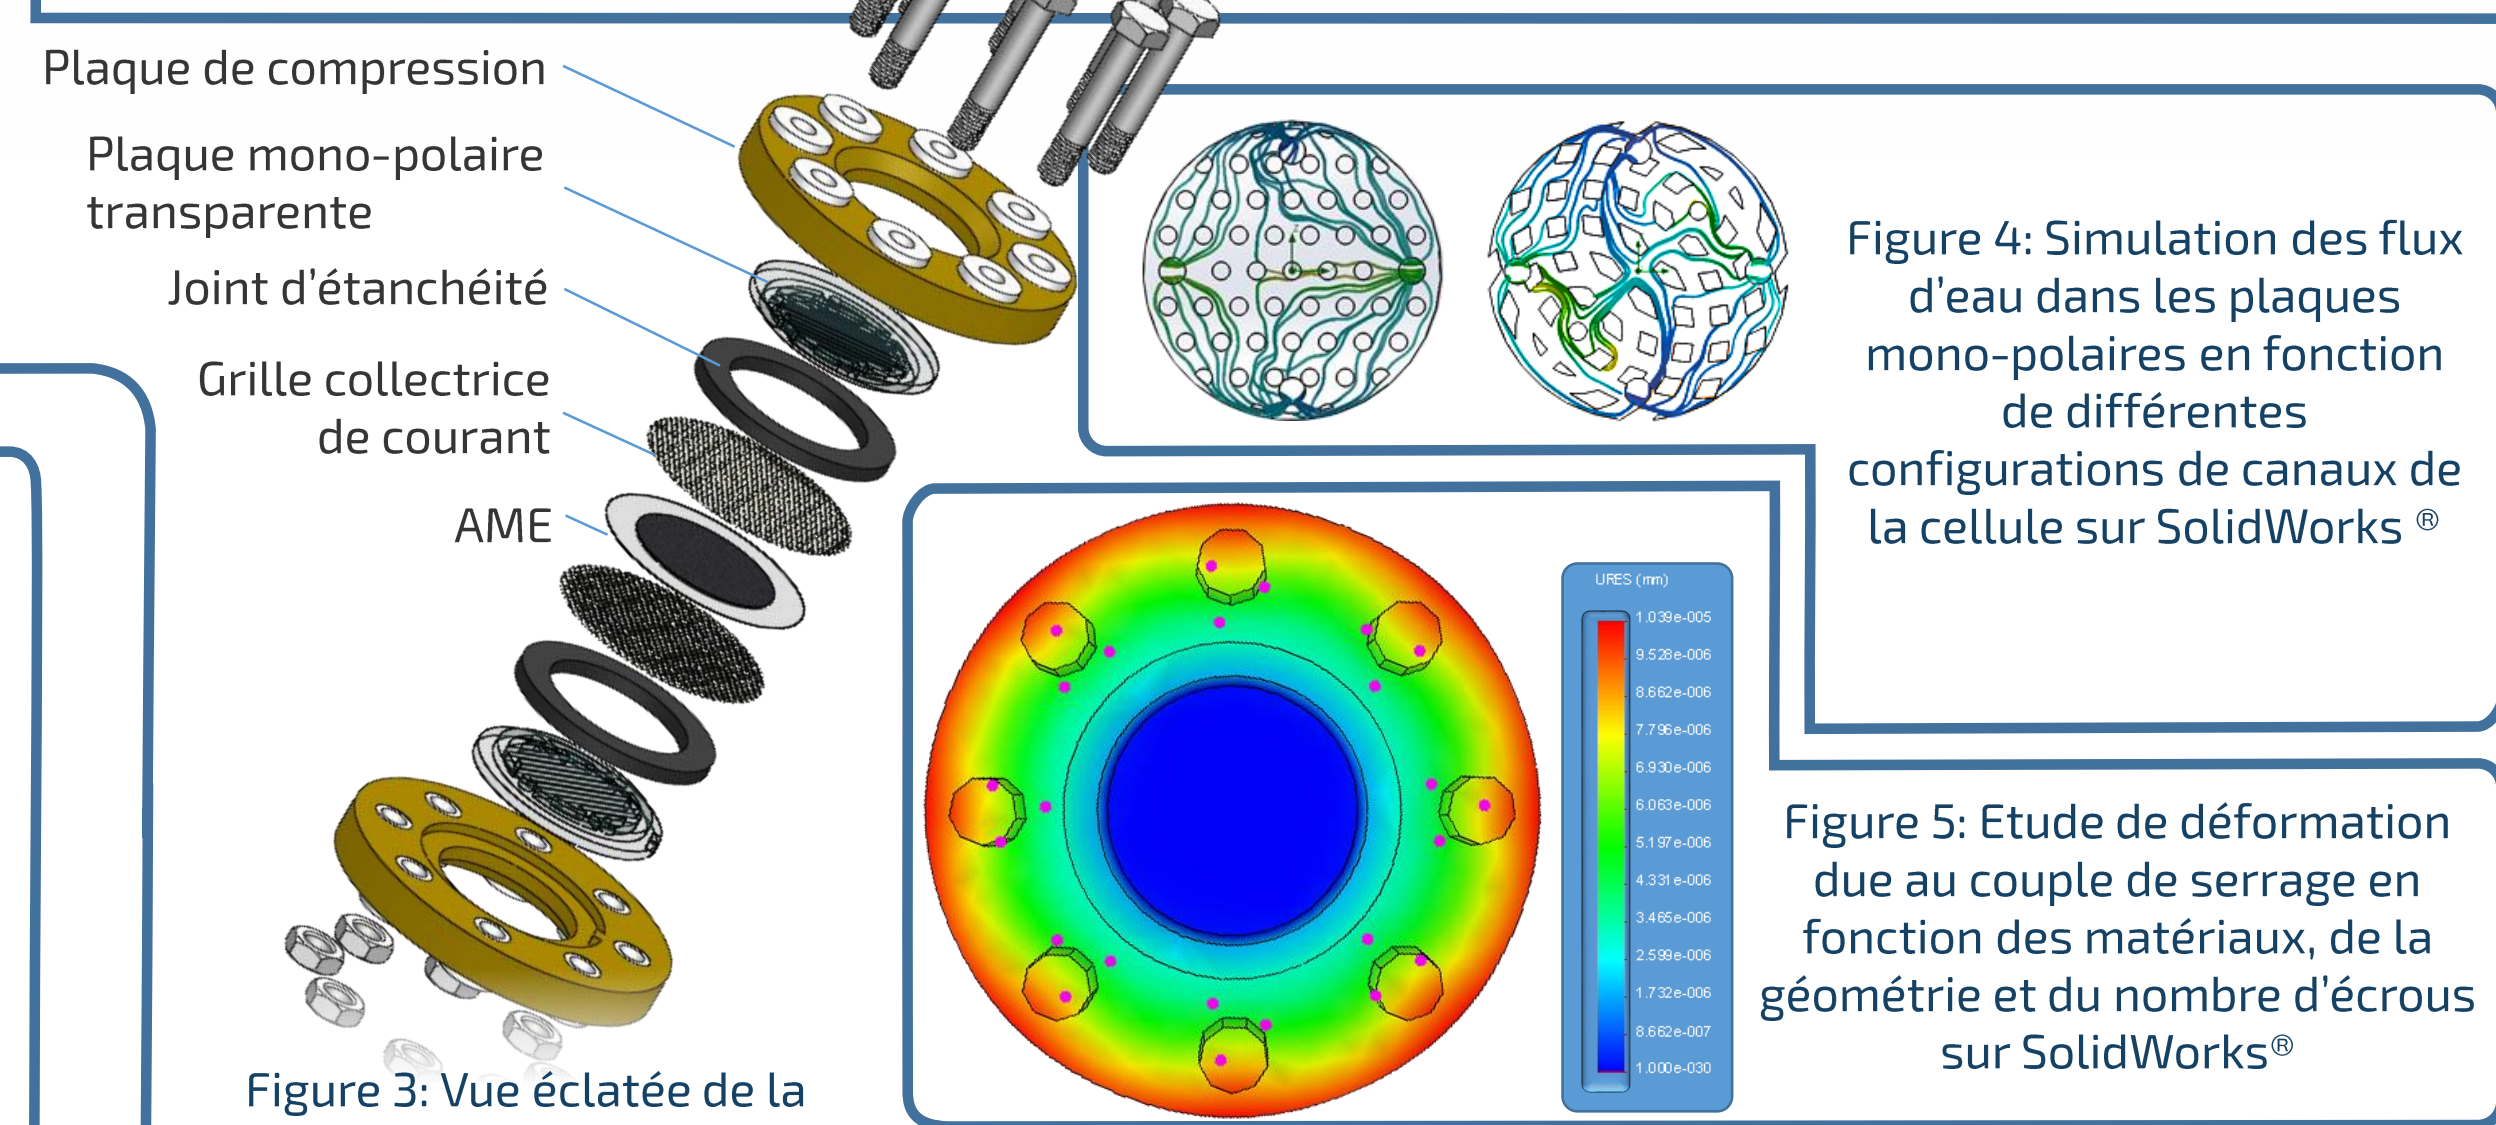 Plaque de compression
Plaque mono-polaire
transparente
Joint d'étanchéité
Grille collectrice
de courant
AME
Figure 3: Vue éclatée de la
Figure 4: Simulation des flux
d'eau dans les plaques
mono-polaires en fonction
de différentes
configurations de canaux de
la cellule sur SolidWorks ®
URES (mm)
1.039e-005
9.528e-006
8.662e-006
7.796e-006
6.930e-006
6.063e-006
5.197e-006
4.331e-006
3.465e-006
2.599e-006
1.732e-006
8.662e-007
1.000e-030
Figure 5: Etude de déformation
due au couple de serrage en
fonction des matériaux, de la
géométrie et du nombre d'écrous
sur SolidWorks®